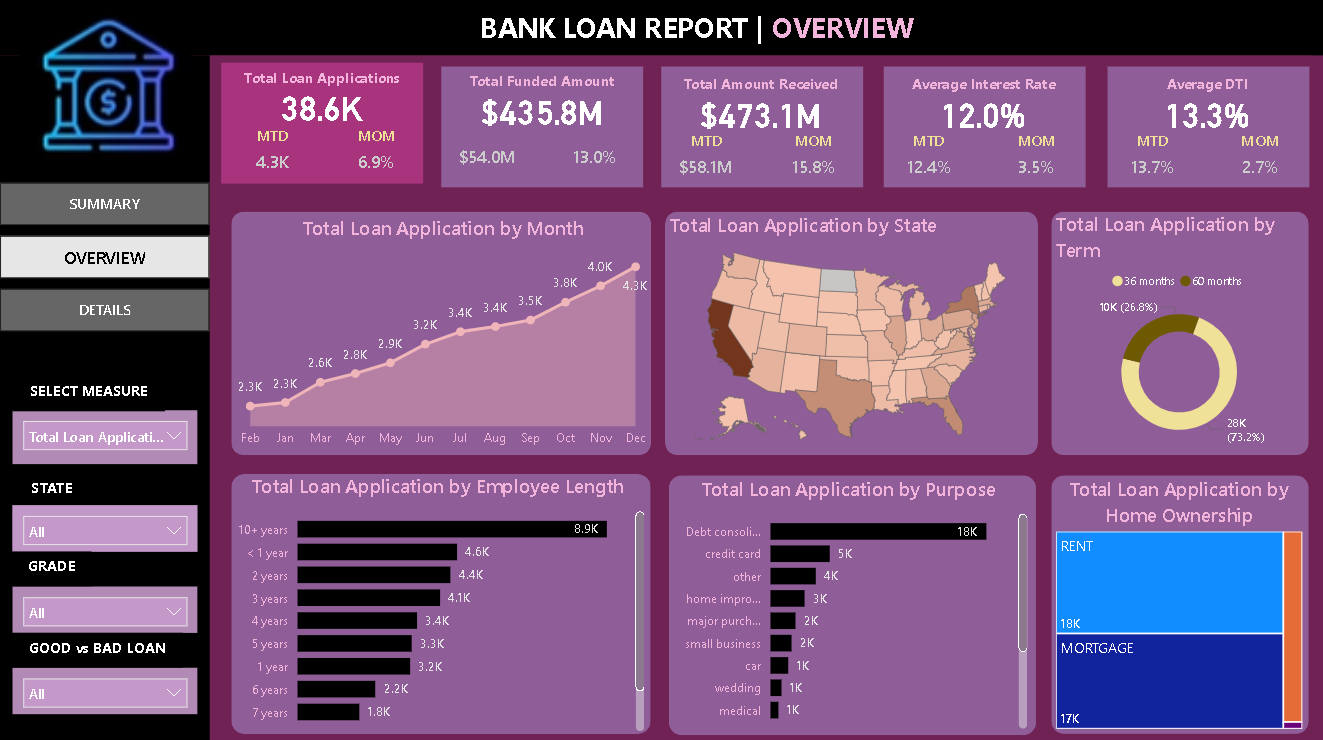 BANK LOAN REPORT | OVERVIEW
Total Loan Applications
38.6K
MTD MOM
4.3K 6.9%
Total Funded Amount
$435.8M
$54.0M 13.0%
Total Amount Received
$473.1M
MTD MOM
$58.1M 15.8%
Average Interest Rate
12.0%
MTD MOM
12.4% 3.5%
Average DTI
13.3%
MTD MOM
13.7% 2.7%
SUMMARY
OVERVIEW
DETAILS
SELECT MEASURE
Total Loan Applicati...
STATE
All
GRADE
All
GOOD vs BAD LOAN
All
Total Loan Application by Month
2.3K 2.3K 2.6K 2.8K 2.9K 3.2K 3.4K 3.4K 3.5K 3.8K 4.0K 4.3K
Feb Jan Mar Apr May Jun Jul Aug Sep Oct Nov Dec
Total Loan Application by State
Total Loan Application by
Term
36 months 60 months
10K (26.8%)
28K
(73.2%)
Total Loan Application by Employee Length
10+ years 8.9K
< 1 year 4.6K
2 years 4.4K
3 years 4.1K
4 years 3.4K
5 years 3.3K
1 year 3.2K
6 years 2.2K
7 years 1.8K
Total Loan Application by Purpose
Debt consoli... 18K
credit card 5K
other 4K
home impro... 3K
major purch... 2K
small business 2K
car 1K
wedding 1K
medical 1K
Total Loan Application by
Home Ownership
RENT
18K
MORTGAGE
17K